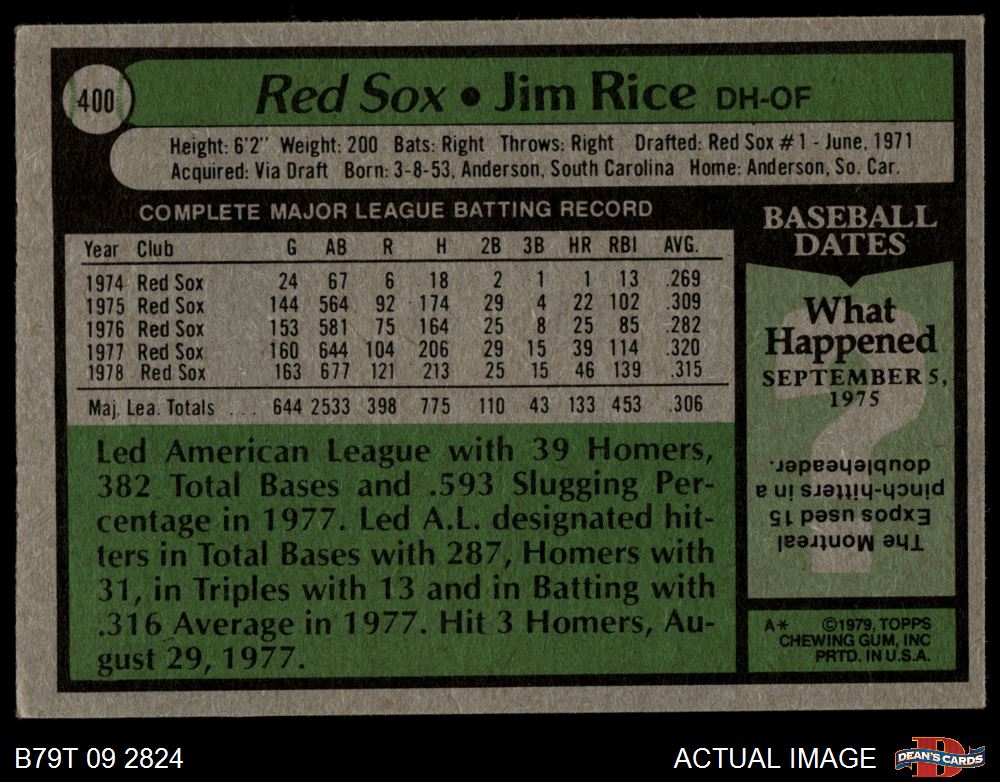 400
Red Sox • Jim Rice DH-OF
Height: 6'2" Weight: 200 Bats: Right Throws: Right Drafted: Red Sox #1 - June, 1971
Acquired: Via Draft Born: 3-8-53, Anderson, South Carolina Home: Anderson, So. Car.
COMPLETE MAJOR LEAGUE BATTING RECORD
Year Club G AB R H 2B 3B HR RBI AVG.
1974 Red Sox 24 67 6 18 2 1 1 13 .269
1975 Red Sox 144 564 92 174 29 4 22 102 .309
1976 Red Sox 153 581 75 164 25 8 25 85 .282
1977 Red Sox 160 644 104 206 29 15 39 114 .320
1978 Red Sox 163 677 121 213 25 15 46 139 .315
Maj. Lea. Totals ... 644 2533 398 775 110 43 133 453 .306
Led American League with 39 Homers,
382 Total Bases and .593 Slugging Per-
centage in 1977. Led A.L. designated hit-
ters in Total Bases with 287, Homers with
31, in Triples with 13 and in Batting with
.316 Average in 1977. Hit 3 Homers, Au-
gust 29, 1977.
BASEBALL
DATES
What
Happened
SEPTEMBER 5,
1975
?
The Montreal
Expos used 15
pinch-hitters in a
doubleheader.
A* ©1979, TOPPS
CHEWING GUM, INC
PRTD. IN U.S.A.
B79T 09 2824
ACTUAL IMAGE
D
DEAN'S CARDS